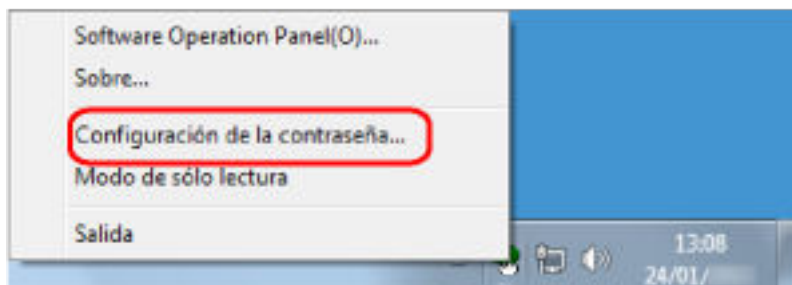 Software Operation Panel(O)...
Sobre...
Configuración de la contraseña...
Modo de sólo lectura
Salida
13:08
24/01/